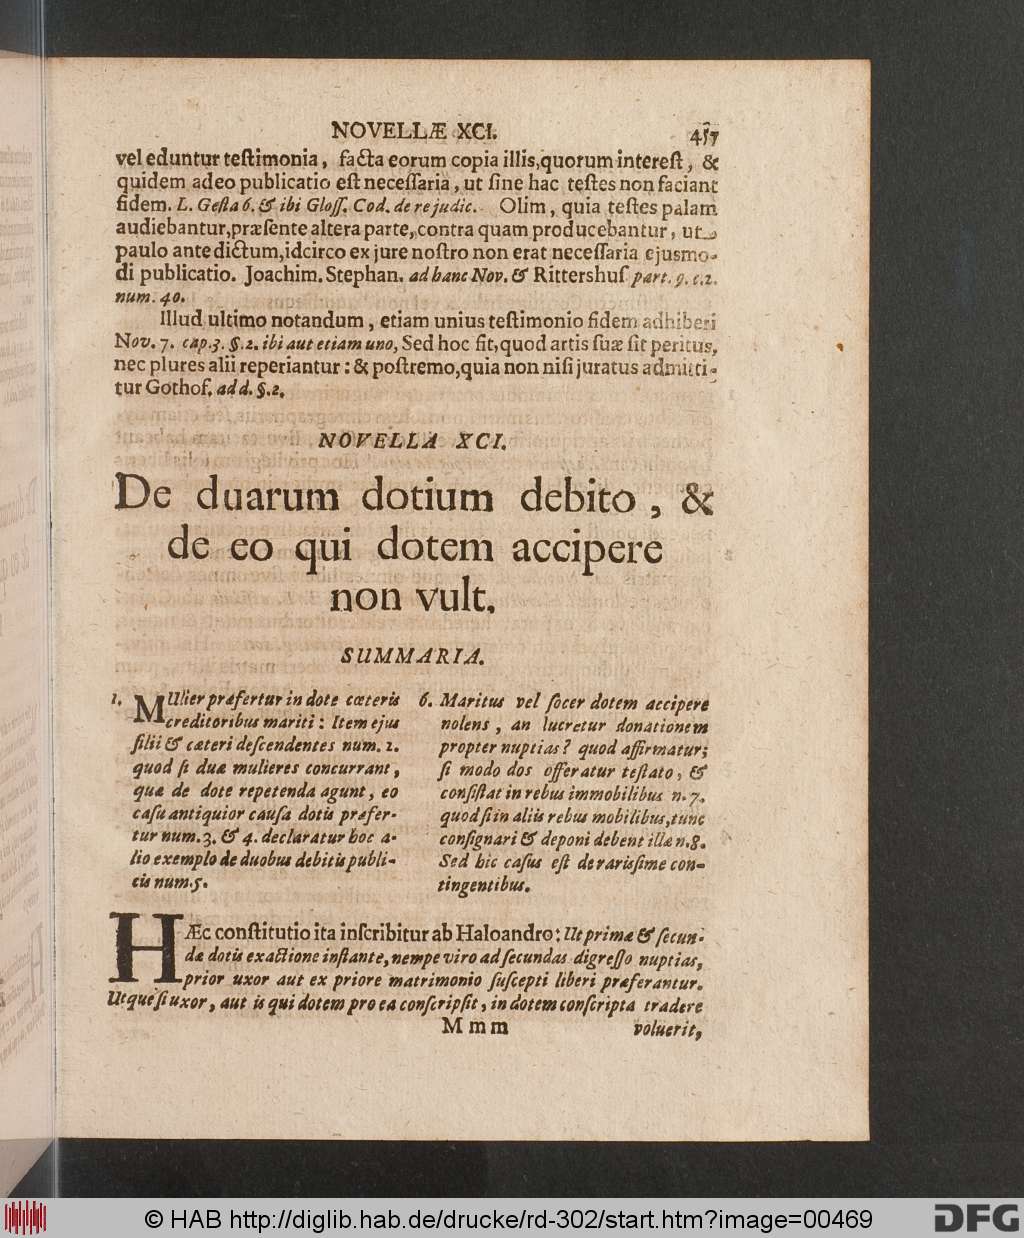 NOVELLÆ XCI. 457
vel eduntur teſtimonia, facta eorum copia illis,quorum intereſt, &
quidem adeo publicatio eſt neceſſaria, ut ſine hac teſtes non faciant
fidem. L. Geſta 6. & ibi Gloſſ. Cod. de re judic. Olim, quia teſtes palam
audiebantur,præſente altera parte, contra quam producebantur, ut
paulo ante dictum,idcirco ex jure noſtro non erat neceſſaria ejusmo-
di publicatio. Joachim. Stephan. ad hanc Nov. & Rittershuſ part. 9. c.2.
num. 40.
Illud ultimo notandum, etiam unius teſtimonio fidem adhiberi
Nov. 7. cap.3. §.2. ibi aut etiam uno, Sed hoc fit,quod artis ſuæ ſit peritus,
nec plures alii reperiantur : & poſtremo,quia non niſi juratus admitti-
tur Gothof. add. §.2.
NOVELLA XCI.
De duarum dotium debito, &
de eo qui dotem accipere
non vult.
SUMMARIA.
1. MUlier præfertur in dote cæteris
creditoribus mariti : Item ejus
filii & cæteri deſcendentes num. 2.
quod ſi duæ mulieres concurrant,
quæ de dote repetenda agunt, eo
caſu antiquior cauſa dotis præfer-
tur num.3. & 4. declaratur hoc a-
lio exemplo de duobus debitis publi-
cis num.5.
6. Maritus vel ſocer dotem accipere
nolens, an lucretur donationem
propter nuptias? quod affirmatur;
ſi modo dos offeratur teſtato, &
conſiſtat in rebus immobilibus n.7.
quod ſi in aliis rebus mobilibus,tunc
conſignari & deponi debent illæ n.8.
Sed hic caſus eſt de rarisſime con-
tingentibus.
HÆc conſtitutio ita inſcribitur ab Haloandro: Ut primæ & ſecun-
dæ dotis exactione inſtante, nempe viro ad ſecundas digreſſo nuptias,
prior uxor aut ex priore matrimonio ſuſcepti liberi præferantur.
Utque ſi uxor, aut is qui dotem pro ea conſcripſit, in dotem conſcripta tradere
Mmm voluerit,
© HAB http://diglib.hab.de/drucke/rd-302/start.htm?image=00469
DFG